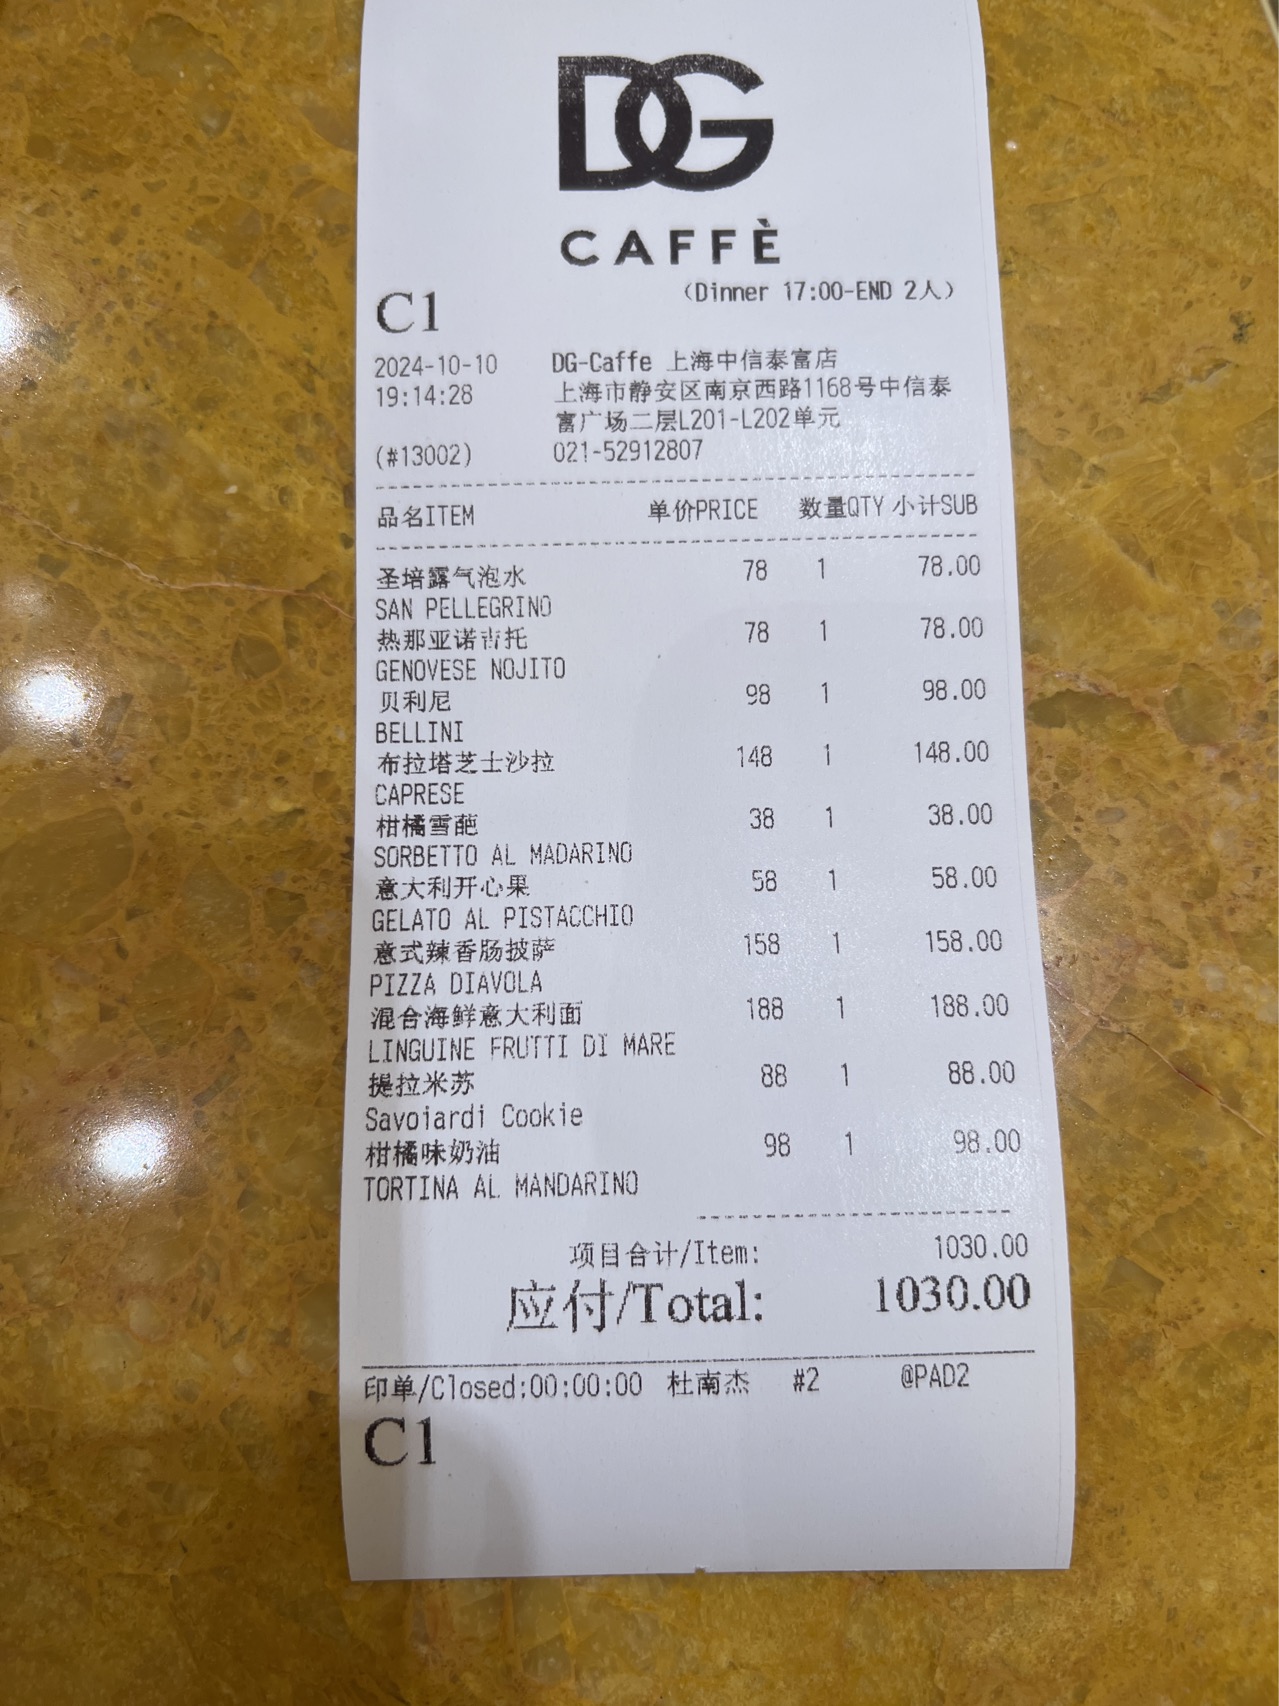 DG
CAFFÈ
C1 (Dinner 17:00-END 2人)
2024-10-10 DG-Caffe 上海中信泰富店
19:14:28 上海市静安区南京西路1168号中信泰
富广场二层L201-L202单元
(#13002) 021-52912807
品名ITEM 单价PRICE 数量QTY 小计SUB
圣培露气泡水 78 1 78.00
SAN PELLEGRINO
热那亚诺吉托 78 1 78.00
GENOVESE NOJITO
贝利尼 98 1 98.00
BELLINI
布拉塔芝士沙拉 148 1 148.00
CAPRESE
柑橘雪葩 38 1 38.00
SORBETTO AL MADARINO
意大利开心果 58 1 58.00
GELATO AL PISTACCHIO
意式辣香肠披萨 158 1 158.00
PIZZA DIAVOLA
混合海鲜意大利面 188 1 188.00
LINGUINE FRUTTI DI MARE
提拉米苏 88 1 88.00
Savoiardi Cookie
柑橘味奶油 98 1 98.00
TORTINA AL MANDARINO
项目合计/Item: 1030.00
应付/Total: 1030.00
印单/Closed:00:00:00 杜南杰 #2 @PAD2
C1